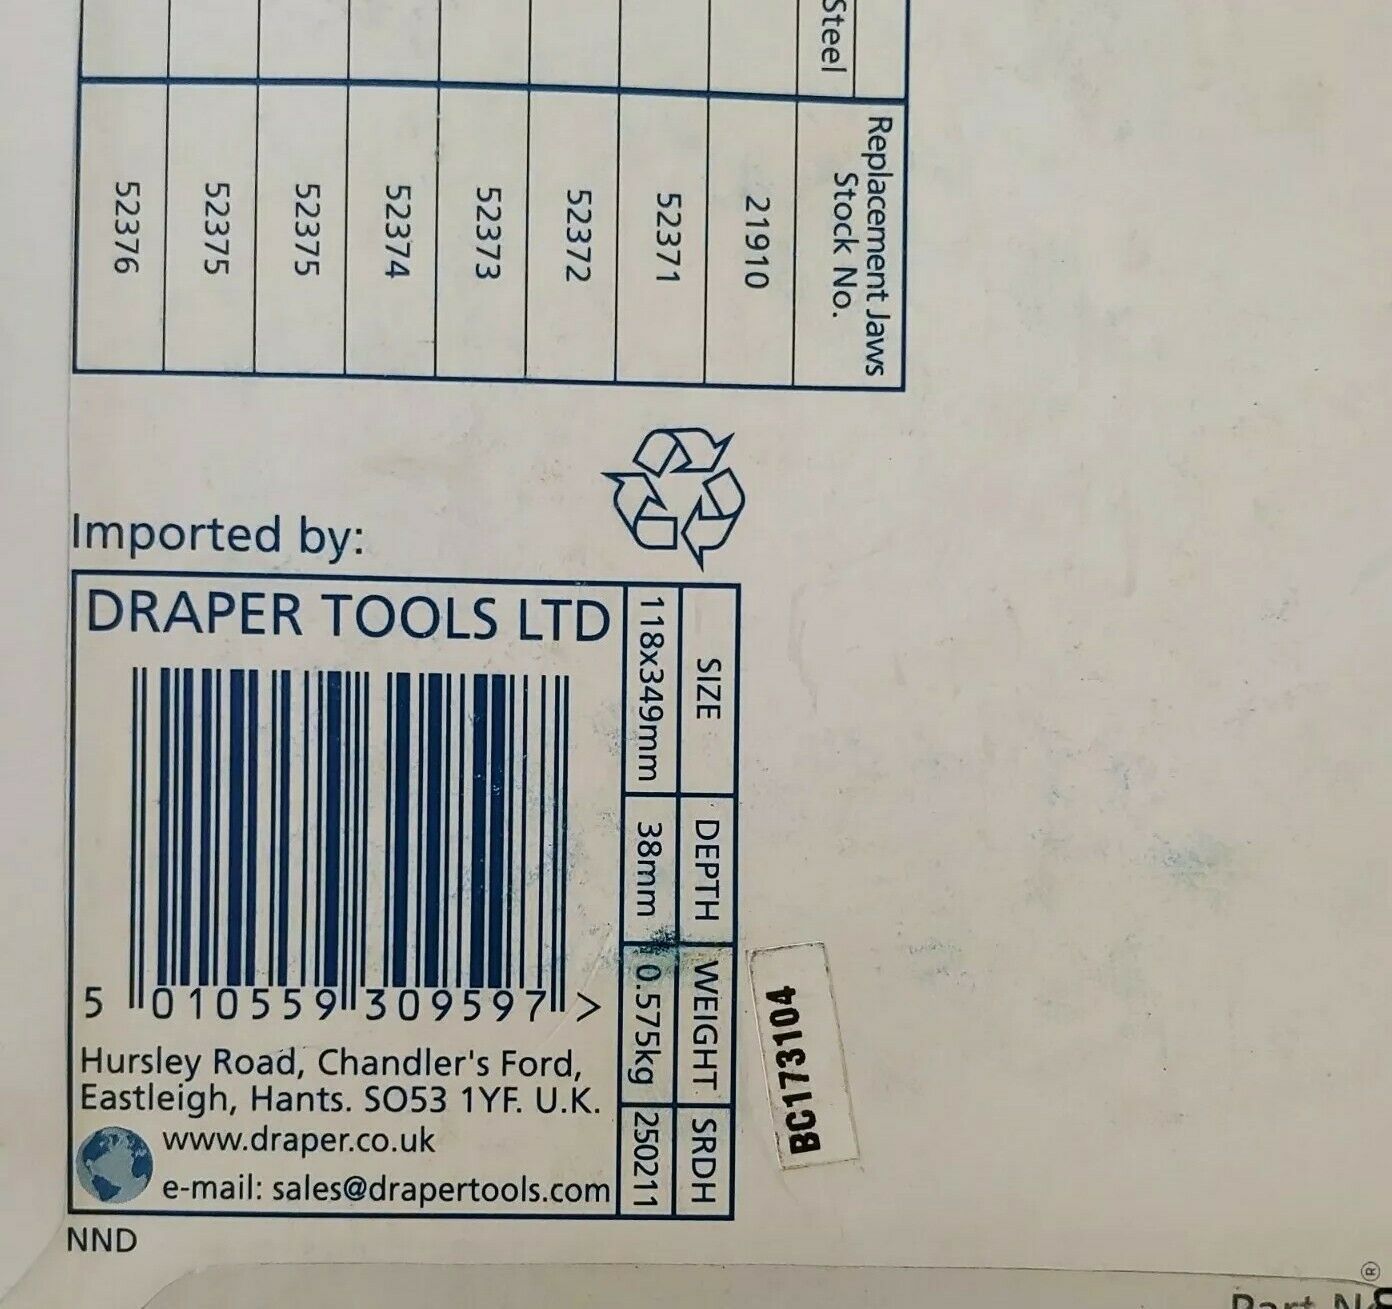 Steel
Replacement Jaws
Stock No.
21910
52371
52372
52373
52374
52375
52375
52376
Imported by:
DRAPER TOOLS LTD
5 010559 309597 >
Hursley Road, Chandler's Ford,
Eastleigh, Hants. SO53 1YF. U.K.
www.draper.co.uk
e-mail: sales@drapertools.com
SIZE DEPTH WEIGHT SRDH
118x349mm 38mm 0.575kg 250211
BC173104
NND
®
Part